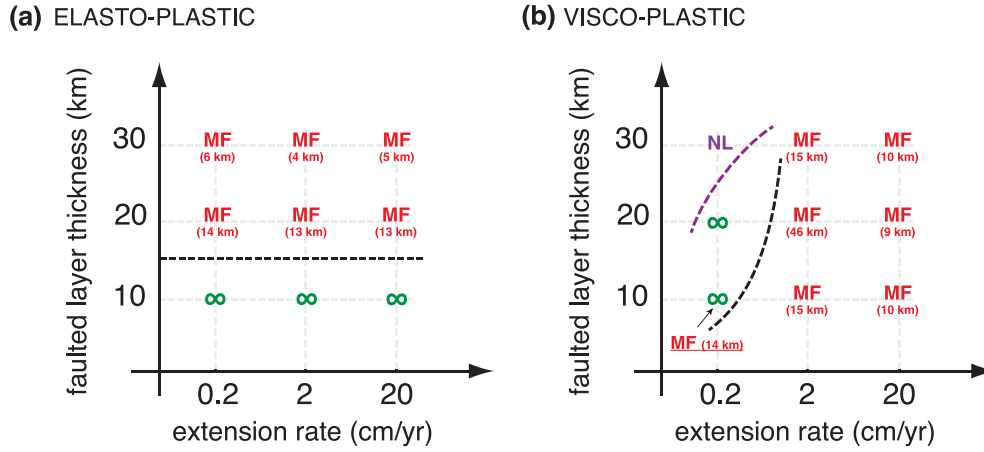 (a) ELASTO-PLASTIC
faulted layer thickness (km)
30
MF MF MF
(6 km) (4 km) (5 km)
20
MF MF MF
(14 km) (13 km) (13 km)
10
∞ ∞ ∞
0.2 2 20
extension rate (cm/yr)
(b) VISCO-PLASTIC
faulted layer thickness (km)
30
NL MF MF
(15 km) (10 km)
20
∞ MF MF
(46 km) (9 km)
10
∞ MF MF
(15 km) (10 km)
MF (14 km)
0.2 2 20
extension rate (cm/yr)